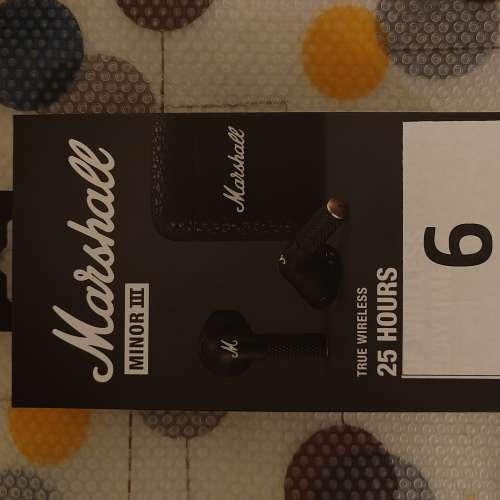 Marshall
MINOR III
Marshall
M
TRUE WIRELESS
25 HOURS
6